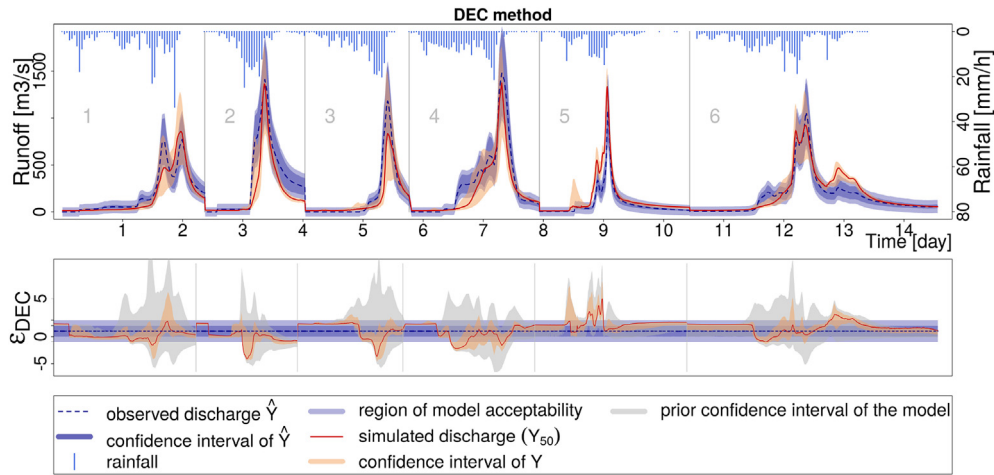 DEC method
Runoff [m3/s]
1500
500
0
1 2 3 4 5 6
0
20
40
60
80
Rainfall [mm/h]
1 2 3 4 5 6 7 8 9 10 11 12 13 14
Time [day]
εDEC
5
0
-5
observed discharge Ŷ
confidence interval of Ŷ
rainfall
region of model acceptability
simulated discharge (Y50)
confidence interval of Y
prior confidence interval of the model